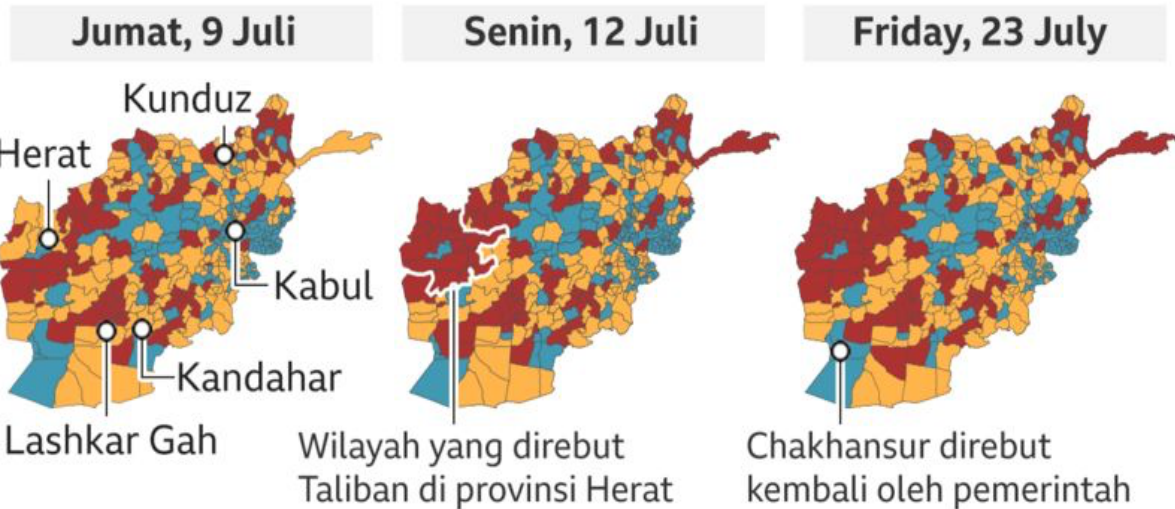 Jumat, 9 Juli
Senin, 12 Juli
Friday, 23 July
Kunduz
Herat
Kabul
Kandahar
Lashkar Gah
Wilayah yang direbut
Taliban di provinsi Herat
Chakhansur direbut
kembali oleh pemerintah